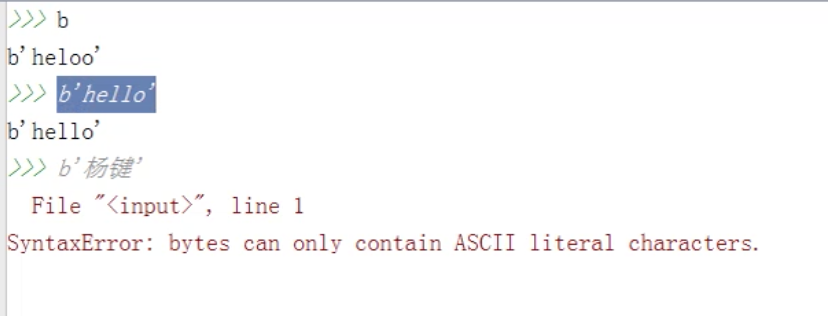 >>> b
b'heloo'
>>> b'hello'
b'hello'
>>> b'杨键'
  File "<input>", line 1
SyntaxError: bytes can only contain ASCII literal characters.